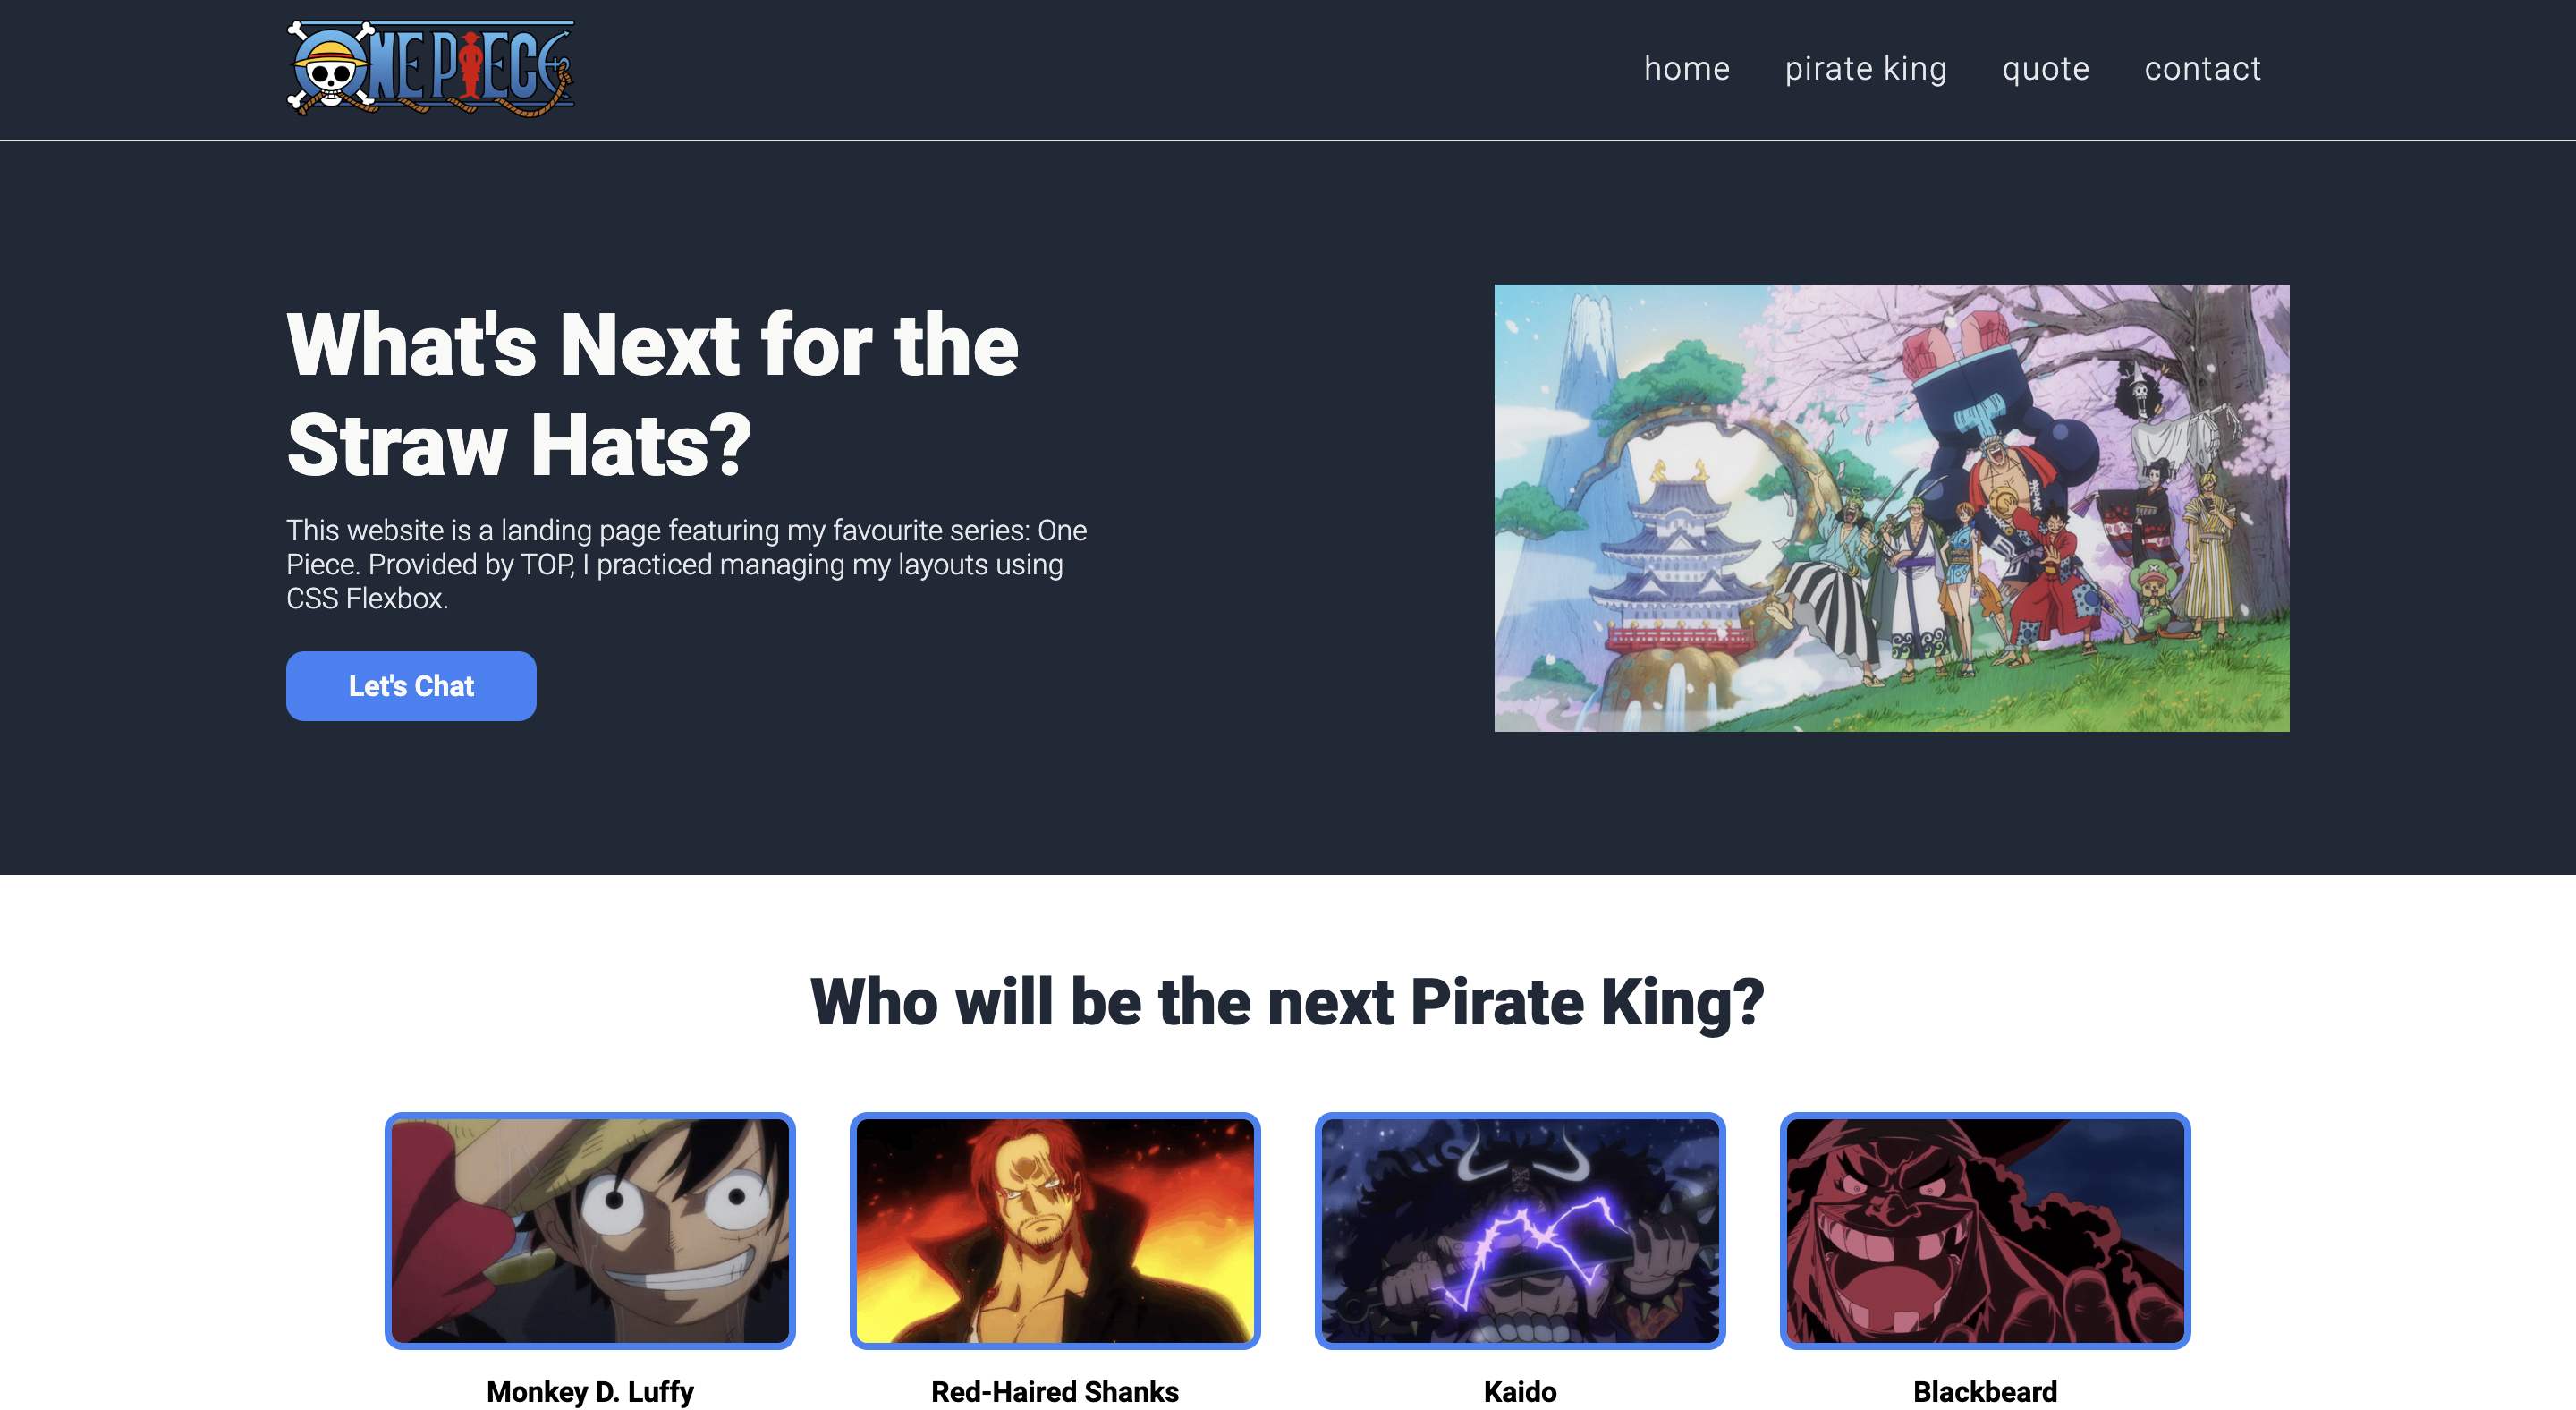 ONE PIECE
home pirate king quote contact
What's Next for the
Straw Hats?
This website is a landing page featuring my favourite series: One
Piece. Provided by TOP, I practiced managing my layouts using
CSS Flexbox.
Let's Chat
Who will be the next Pirate King?
Monkey D. Luffy
Red-Haired Shanks
Kaido
Blackbeard